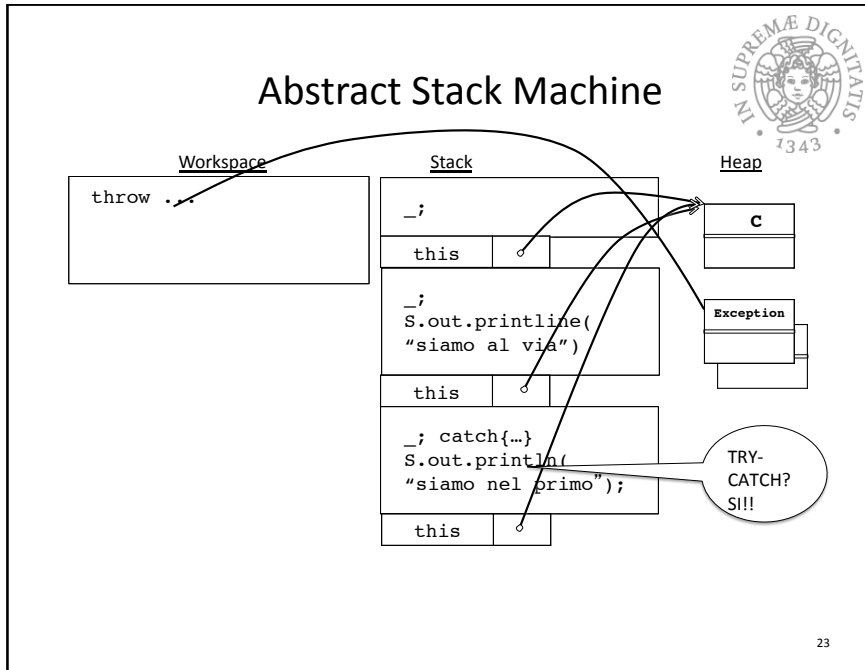 IN SUPREMÆ DIGNITATIS
1343
Abstract Stack Machine
Workspace
Stack
Heap
throw ...
_;
this
_;
S.out.printline(
“siamo al via”)
this
_; catch{…}
S.out.println(
“siamo nel primo”);
this
C
Exception
TRY-
CATCH?
SI!!
23